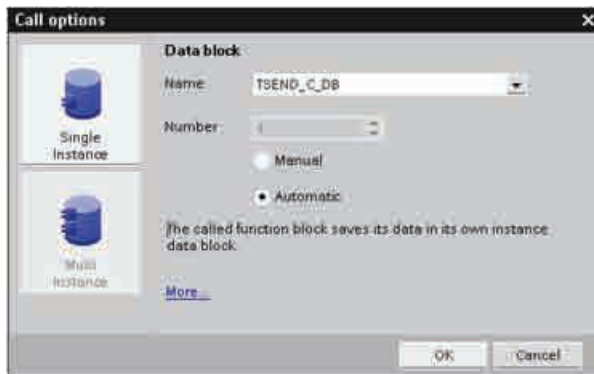 Call options
Single
Instance
Multi
Instance
Data block
Name
TSEND_C_DB
Number
Manual
Automatic
The called function block saves its data in its own instance
data block.
More...
OK
Cancel